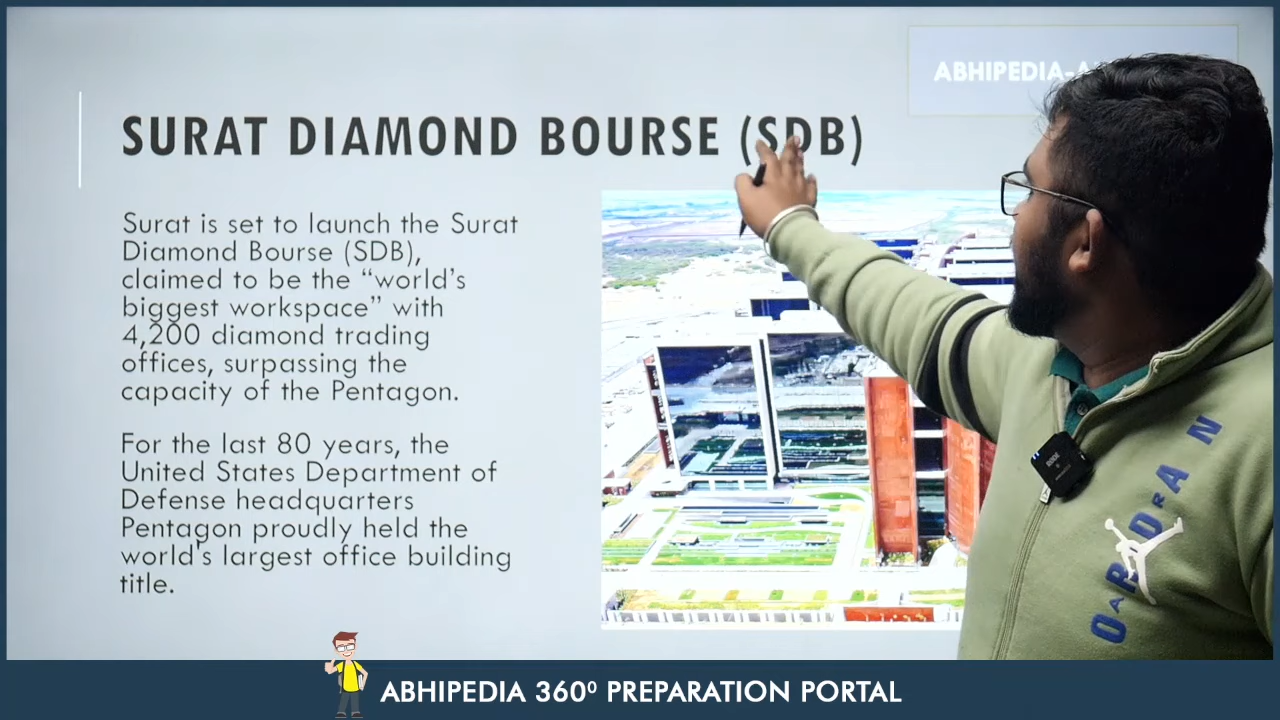 ABHIPEDIA-A
SURAT DIAMOND BOURSE (SDB)
Surat is set to launch the Surat
Diamond Bourse (SDB),
claimed to be the “world’s
biggest workspace” with
4,200 diamond trading
offices, surpassing the
capacity of the Pentagon.
For the last 80 years, the
United States Department of
Defense headquarters
Pentagon proudly held the
world's largest office building
title.
JORDAN
ABHIPEDIA 360⁰ PREPARATION PORTAL